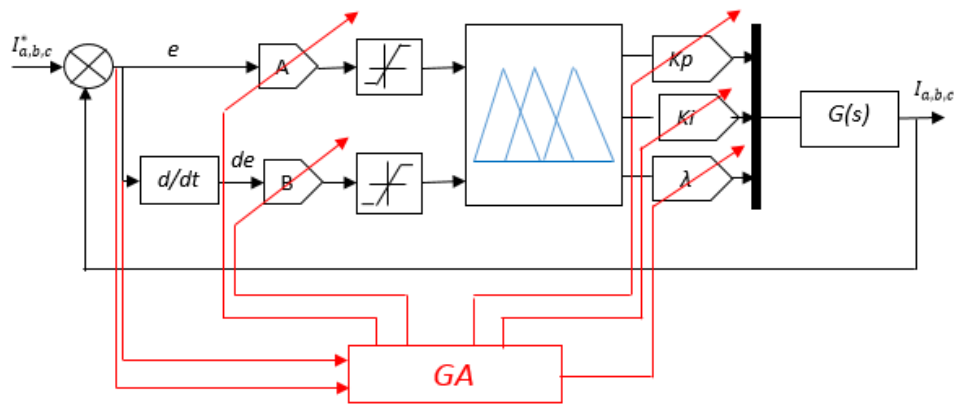 I*a,b,c
e
A
Kp
Ia,b,c
Ki
G(s)
d/dt
de
B
λ
GA